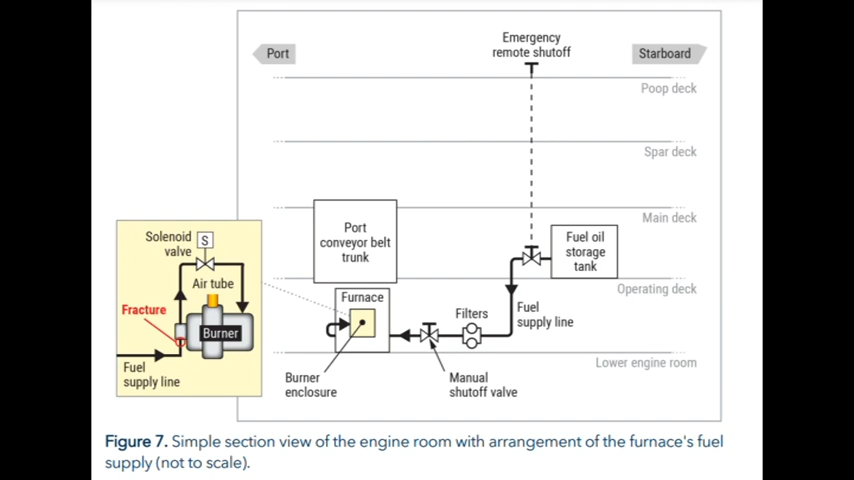 Emergency
remote shutoff
Port
Starboard
Poop deck
Spar deck
Main deck
Port
conveyor belt
trunk
Fuel oil
storage
tank
Operating deck
Solenoid
valve
S
Air tube
Fracture
Burner
Fuel
supply line
Furnace
Filters
Fuel
supply line
Lower engine room
Burner
enclosure
Manual
shutoff valve
Figure 7. Simple section view of the engine room with arrangement of the furnace's fuel
supply (not to scale).